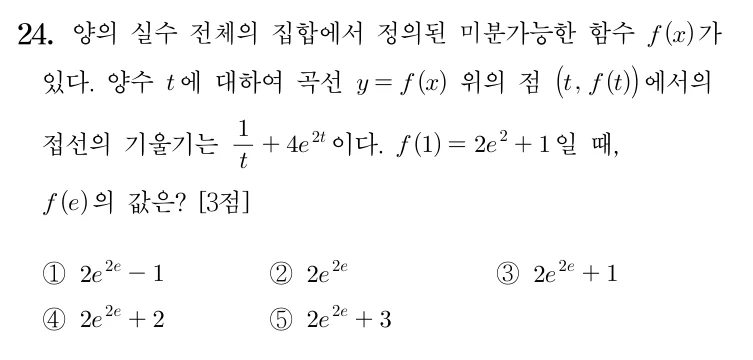 24. 양의 실수 전체의 집합에서 정의된 미분가능한 함수 f(x)가
있다. 양수 t에 대하여 곡선 y=f(x) 위의 점 (t, f(t))에서의
접선의 기울기는 1/t + 4e^{2t}이다. f(1)=2e^2+1일 때,
f(e)의 값은? [3점]
① 2e^{2e}-1 ② 2e^{2e} ③ 2e^{2e}+1
④ 2e^{2e}+2 ⑤ 2e^{2e}+3